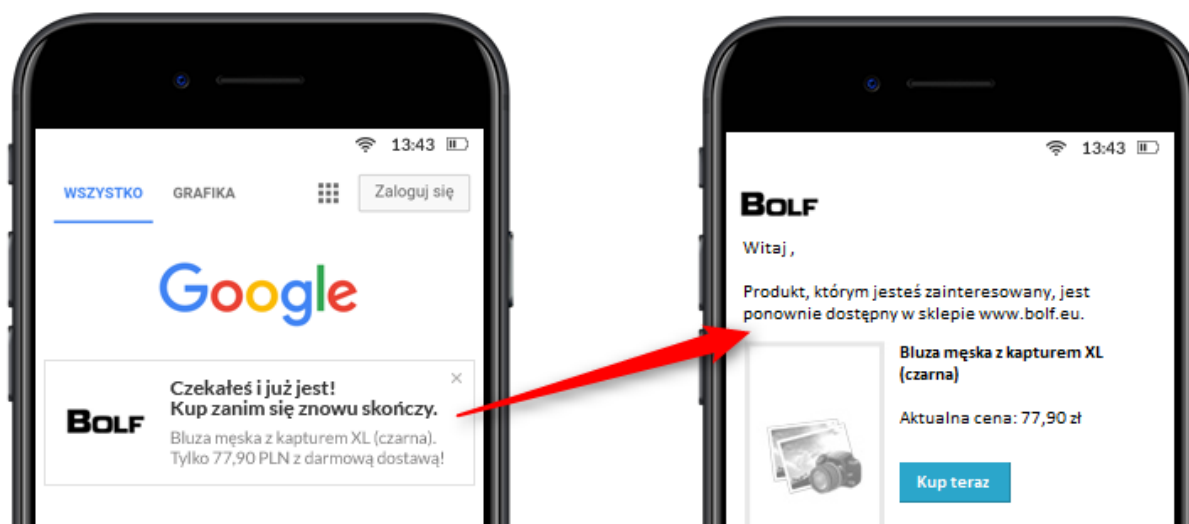 13:43
WSZYSTKO GRAFIKA Zaloguj się
Google
Czekałeś i już jest!
Kup zanim się znowu skończy.
BOLF
Bluza męska z kapturem XL (czarna).
Tylko 77,90 PLN z darmową dostawą!
13:43
BOLF
Witaj ,
Produkt, którym jesteś zainteresowany, jest
ponownie dostępny w sklepie www.bolf.eu.
Bluza męska z kapturem XL
(czarna)
Aktualna cena: 77,90 zł
Kup teraz